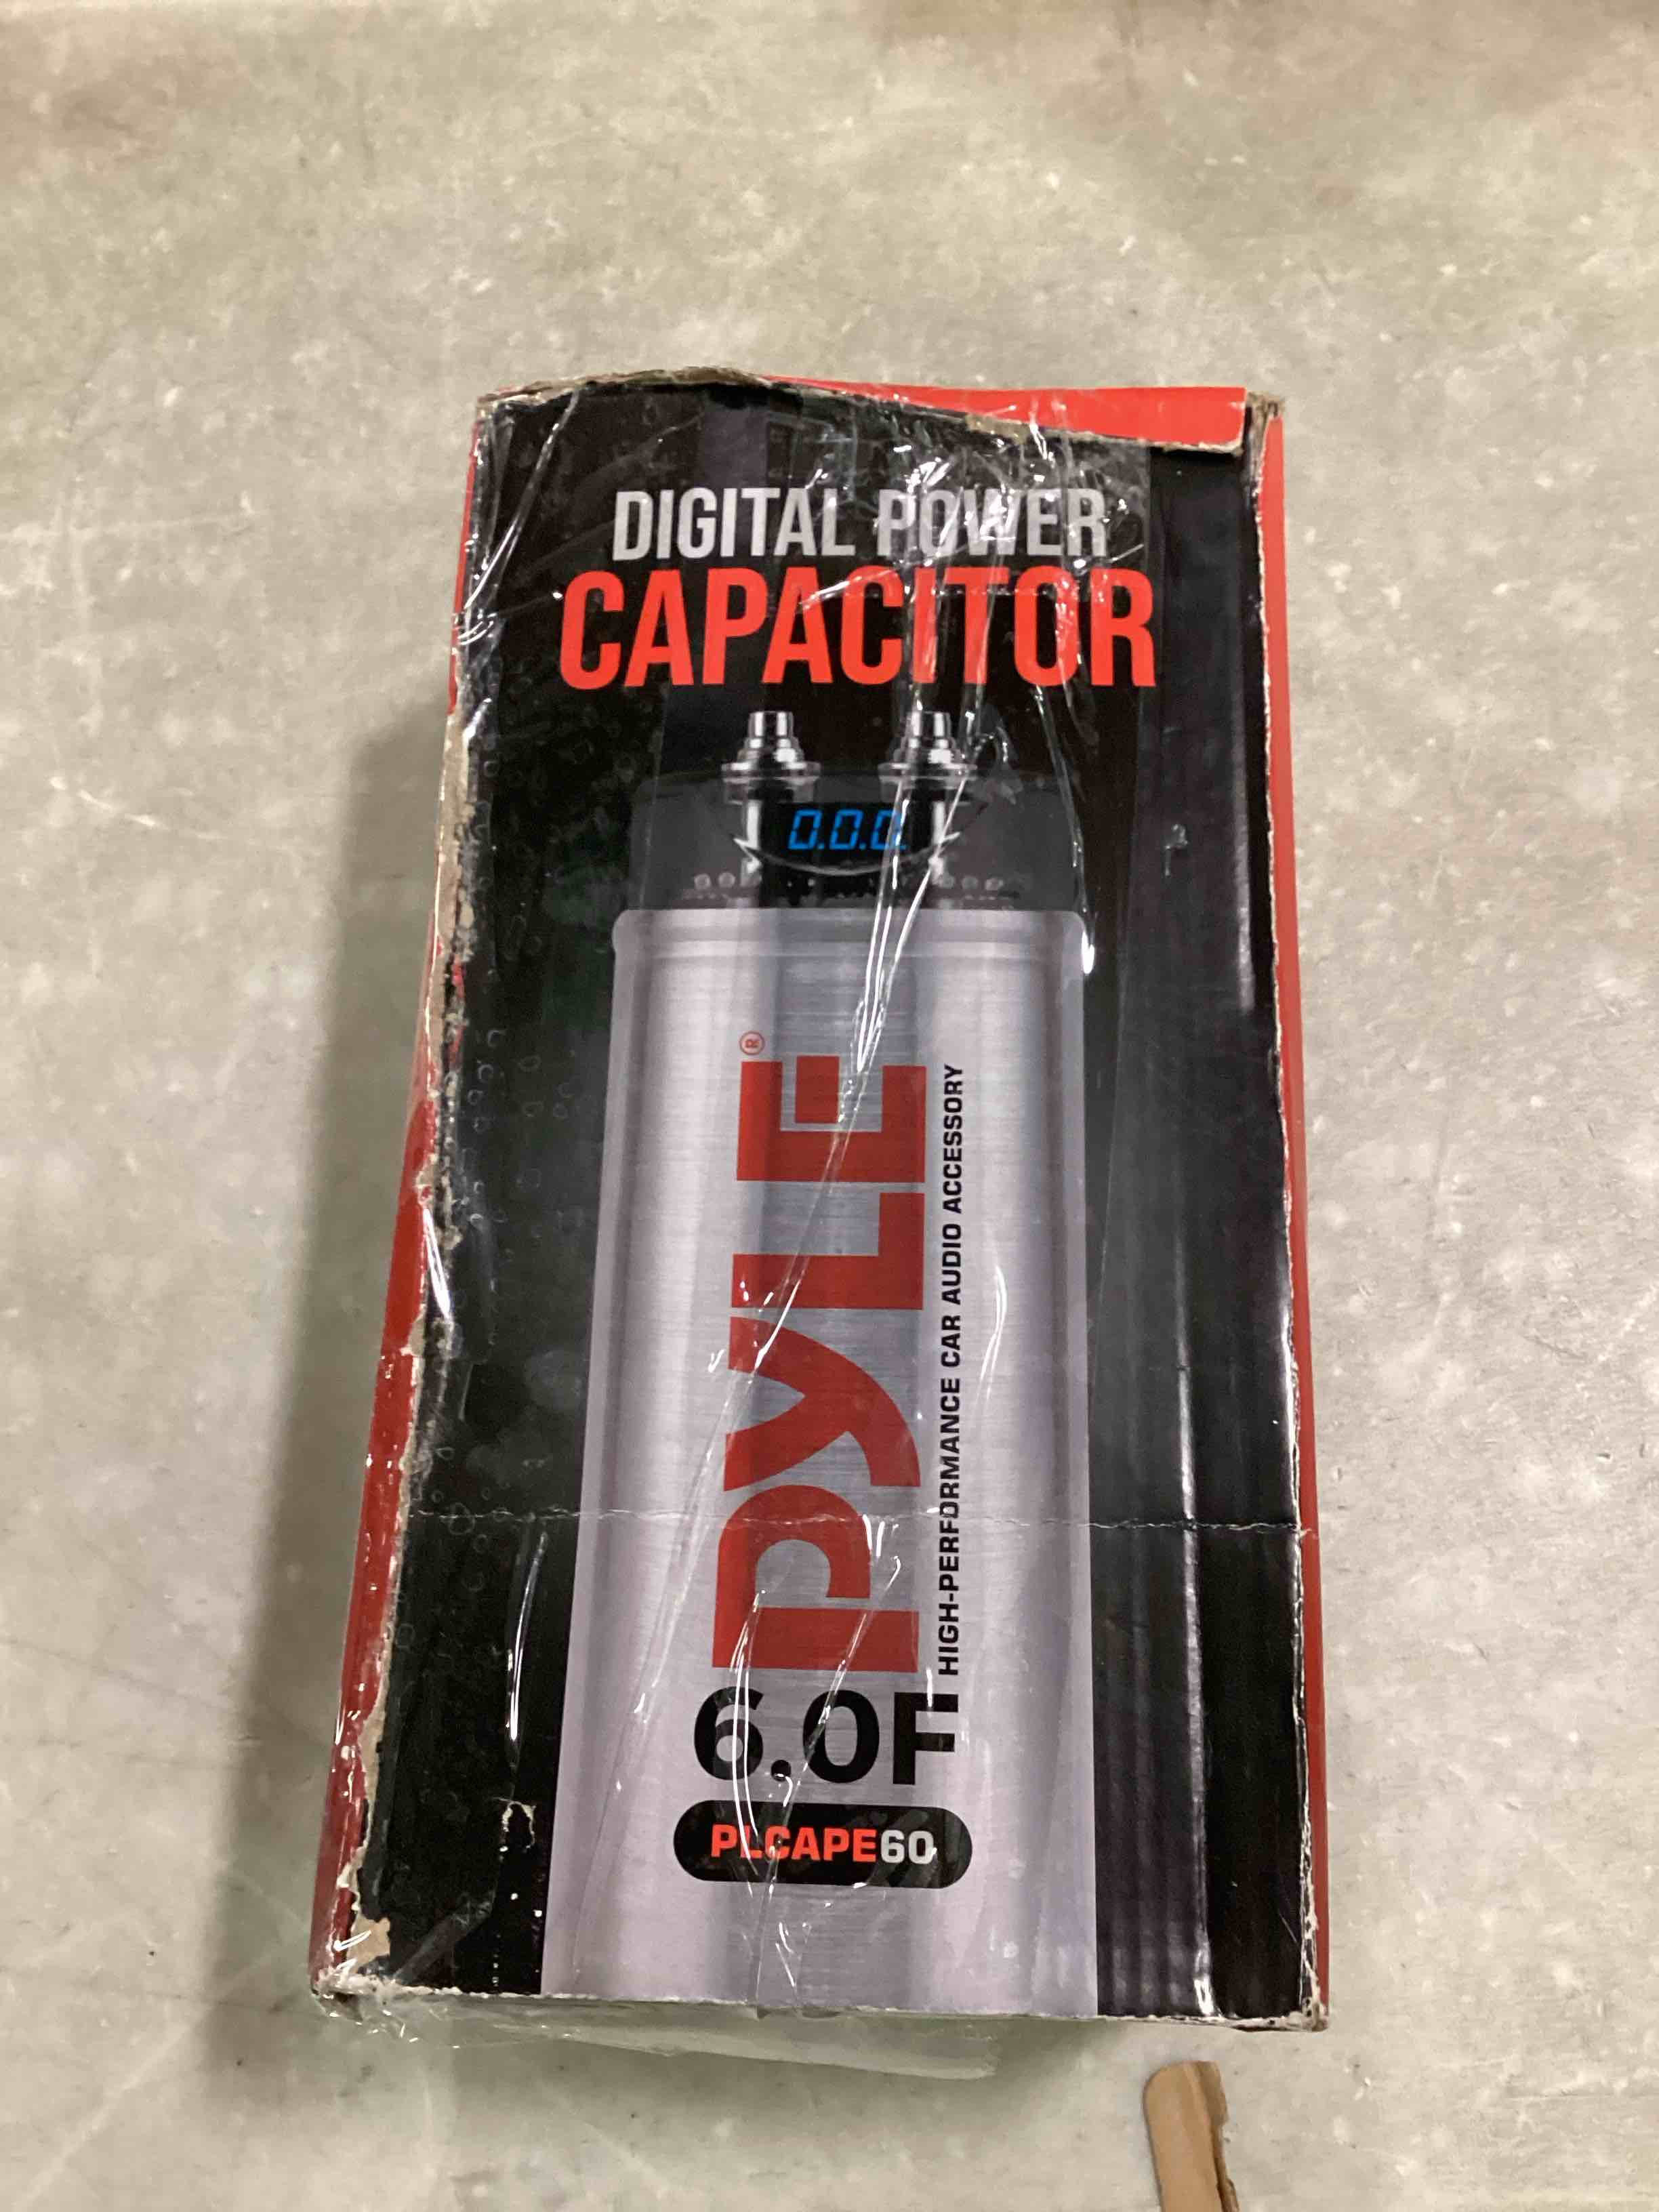 DIGITAL POWER
CAPACITOR
0.0.0.
PYLE®
HIGH-PERFORMANCE CAR AUDIO ACCESSORY
6.0F
PLCAPE60